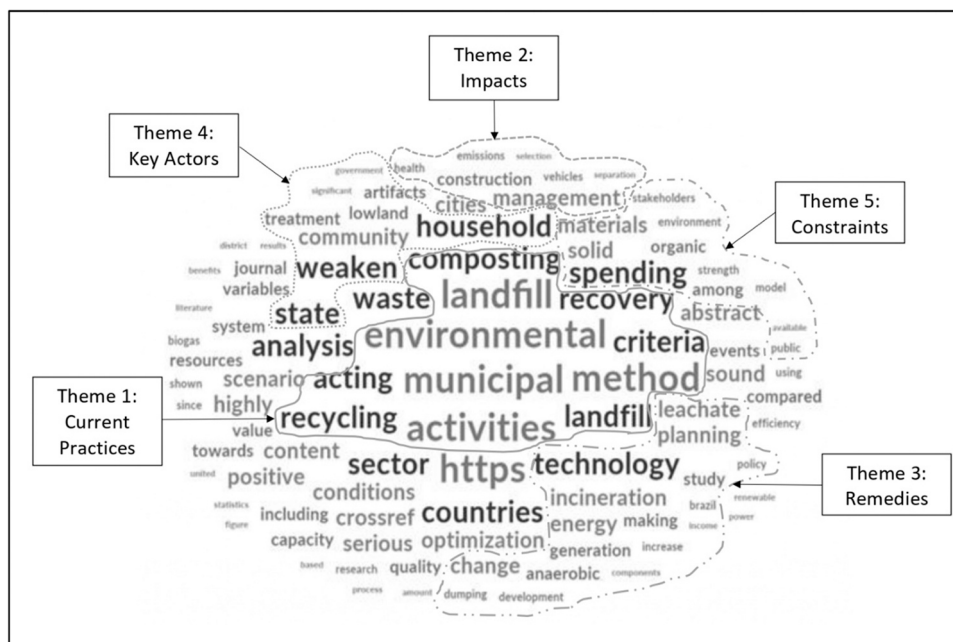 Theme 2:
Impacts
Theme 4:
Key Actors
Theme 5:
Constraints
Theme 1:
Current
Practices
Theme 3:
Remedies
emissions selection
government health vehicles separation
significant artifacts construction
cities management stakeholders
treatment lowland household materials environment
community solid organic
district results composting
benefits journal weaken spending strength
variables waste landfill recovery among model
literature state abstract
system environmental available
biogas analysis criteria events public
resources
shown scenario acting municipal method sound using
since highly compared
recycling activities landfill leachate
value planning efficiency
towards content sector https technology policy
united positive study
conditions incineration renewable
statistics including crossref countries energy making brazil
figure income power
capacity serious optimization generation increase
based research quality change anaerobic components
process amount dumping development